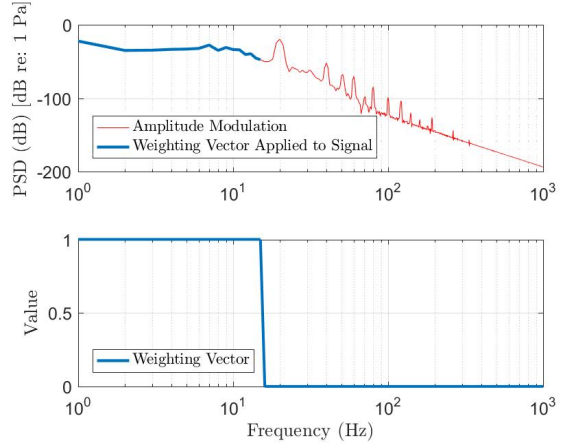 PSD (dB) [dB re: 1 Pa]
0
-100
-200
Amplitude Modulation
Weighting Vector Applied to Signal
10^0
10^1
10^2
10^3
Value
1
0.5
0
Weighting Vector
10^0
10^1
10^2
10^3
Frequency (Hz)